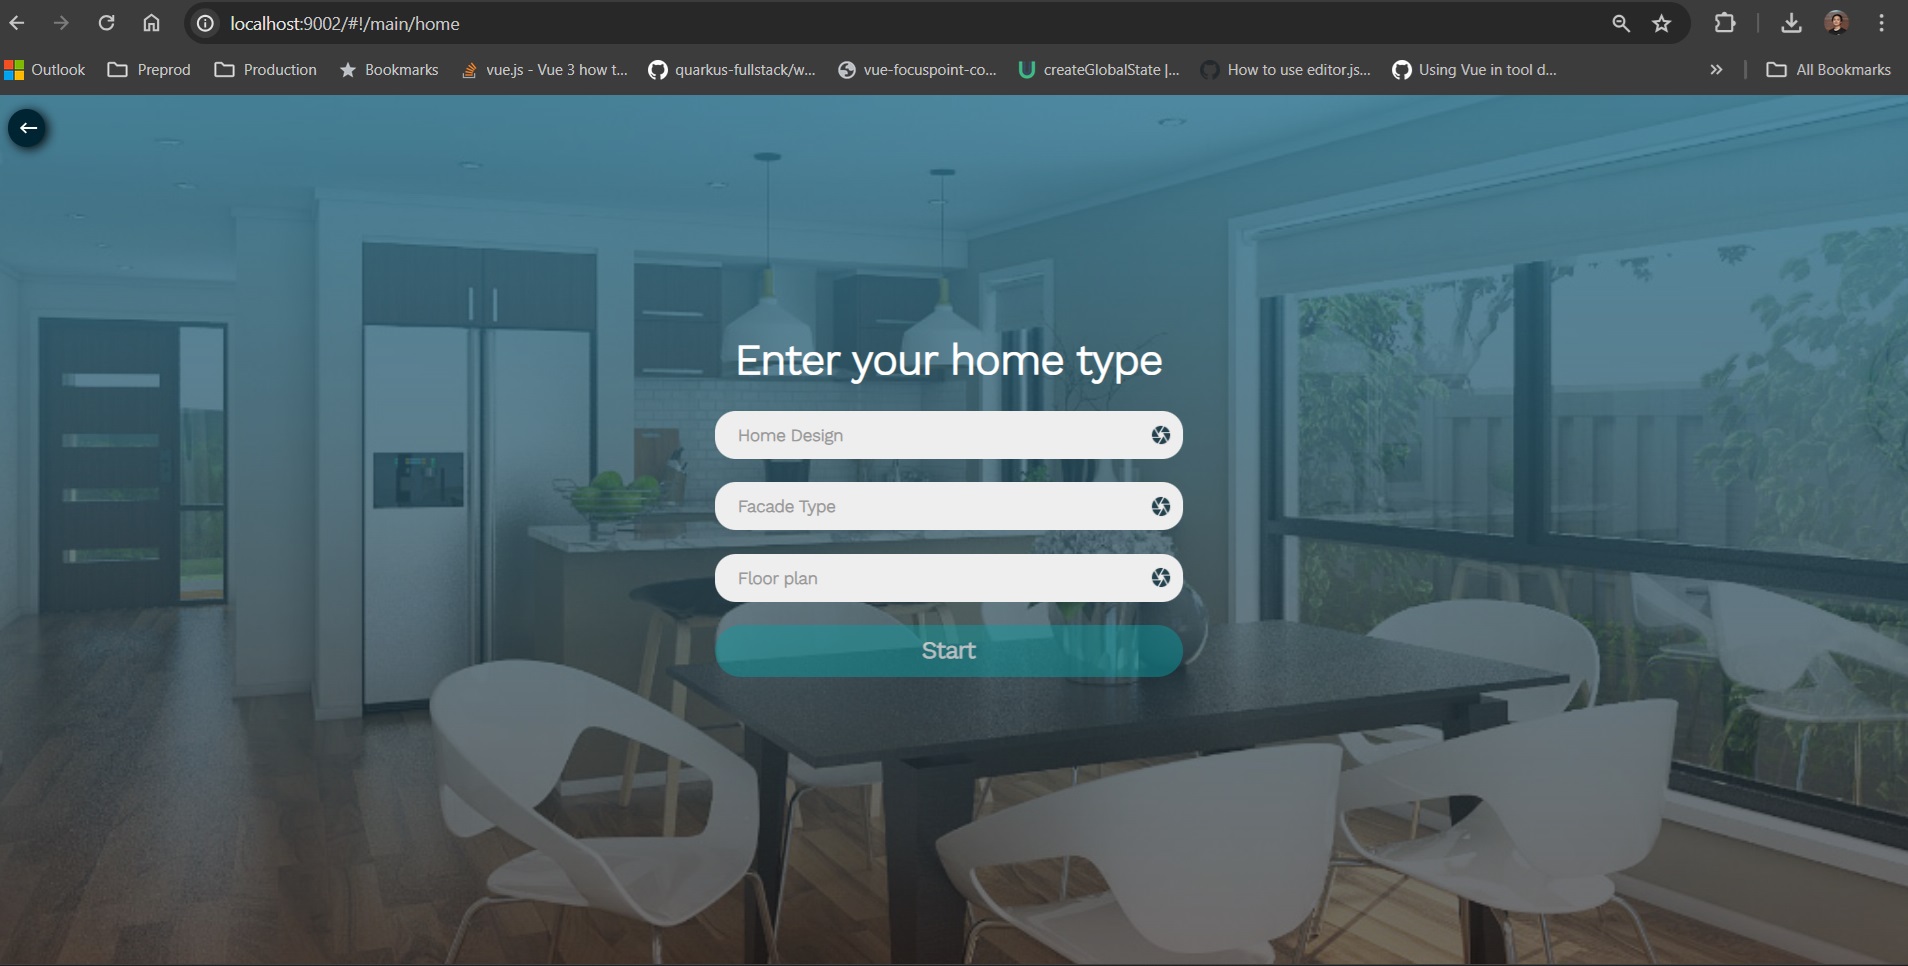 localhost:9002/#!/main/home
Outlook Preprod Production Bookmarks vue.js - Vue 3 how t... quarkus-fullstack/w... vue-focuspoint-co... createGlobalState |... How to use editor.js... Using Vue in tool d... » All Bookmarks
Enter your home type
Home Design
Facade Type
Floor plan
Start